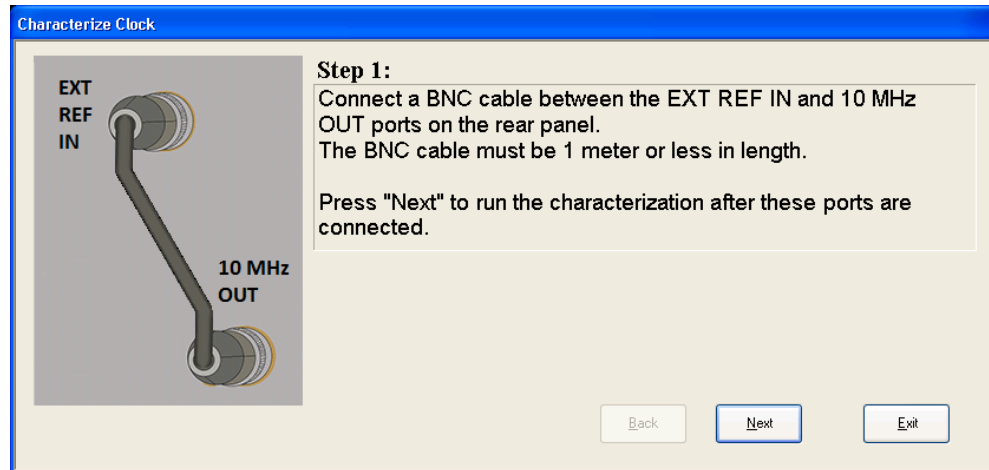 Characterize Clock
EXT
REF
IN
10 MHz
OUT
Step 1:
Connect a BNC cable between the EXT REF IN and 10 MHz
OUT ports on the rear panel.
The BNC cable must be 1 meter or less in length.
Press "Next" to run the characterization after these ports are
connected.
Back
Next
Exit